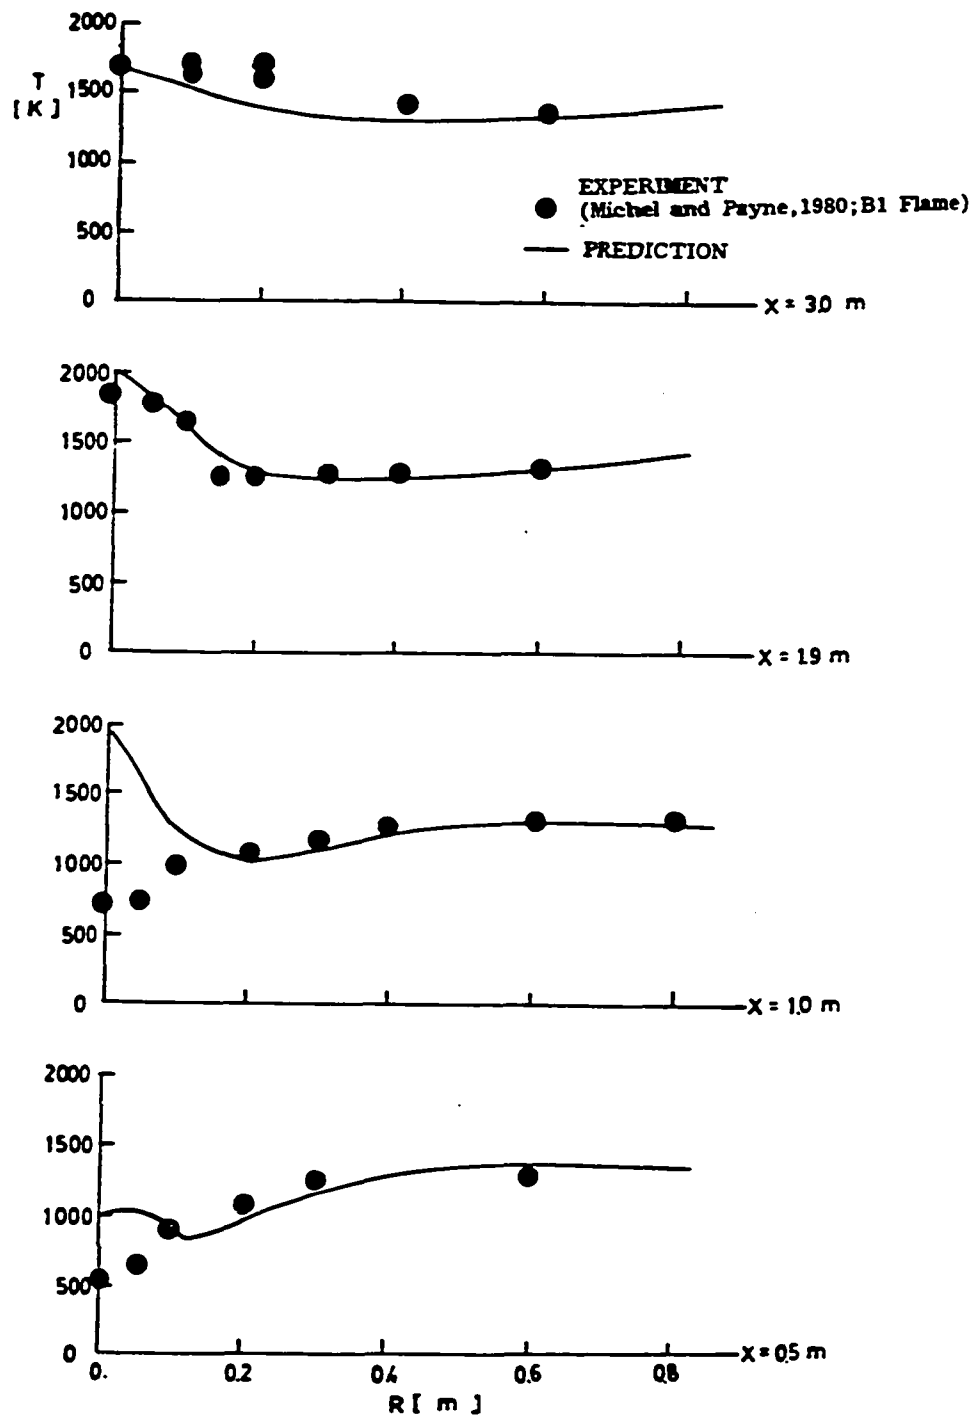 2000
T
[K]
1500
1000
500
0
EXPERIMENT
(Michel and Payne, 1980; B1 Flame)
PREDICTION
X = 3.0 m
2000
1500
1000
500
0
X = 1.9 m
2000
1500
1000
500
0
X = 1.0 m
2000
1500
1000
500
0
X = 0.5 m
0. 0.2 0.4 0.6 0.8
R [ m ]